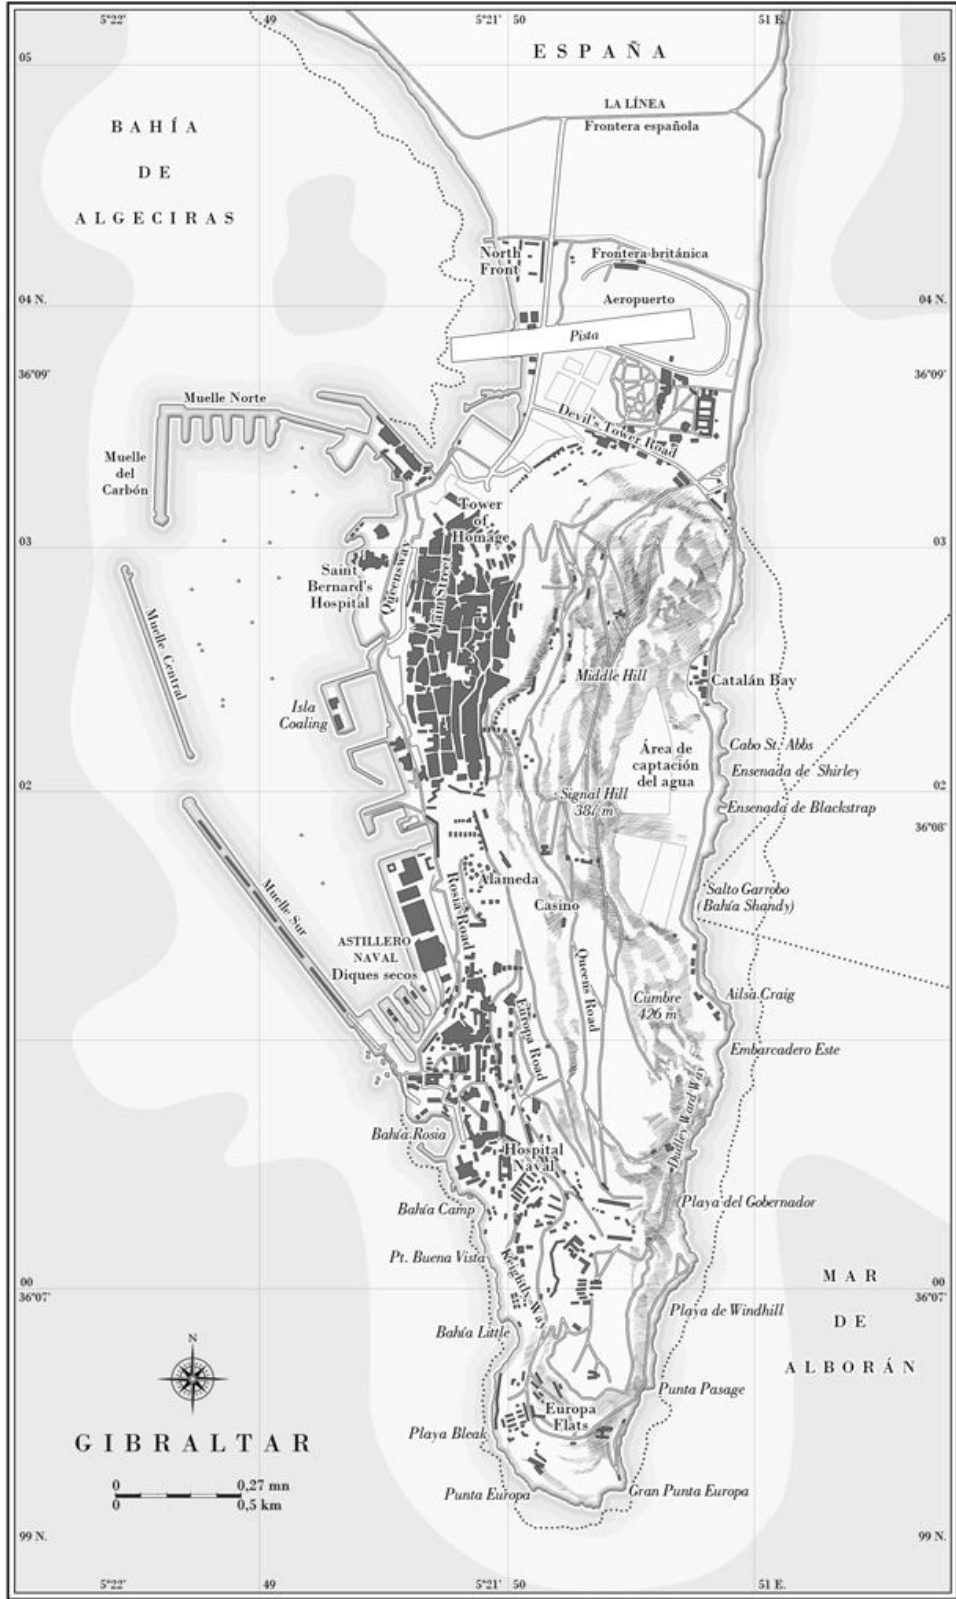 5°22'
49
5°21'
50
51 E.
05
ESPAÑA
05
LA LÍNEA
Frontera española
BAHÍA
DE
ALGECIRAS
North
Front
Frontera británica
04 N.
Aeropuerto
04
Pista
36°09'
36°09'
Muelle Norte
Devil's Tower Road
Muelle
del
Carbón
Tower
of
Homage
03
03
Saint
Bernard's
Hospital
Queensway
Main Street
Muelle Central
Middle Hill
Catalán Bay
Isla
Coaling
Área de
captación
del agua
Cabo St. Abbs
Ensenada de Shirley
02
Signal Hill
387 m
02
Ensenada de Blackstrap
36°08'
Muelle Sur
Rosia Road
Alameda
Casino
Salto Garrobo
(Bahía Shandy)
ASTILLERO
NAVAL
Diques secos
Europa Road
Queens Road
Cumbre
426 m
Ailsa Craig
Embarcadero Este
Dudley Ward Way
Bahía Rosia
Hospital
Naval
Bahía Camp
Playa del Gobernador
Pt. Buena Vista
Keightly Way
00
36°07'
MAR
DE
ALBORÁN
00
36°07'
Playa de Windhill
Bahía Little
N
Punta Pasage
Europa
Flats
Playa Bleak
GIBRALTAR
0
0,27 mn
0
0,5 km
Punta Europa
Gran Punta Europa
99 N.
99 N.
5°22'
49
5°21'
50
51 E.